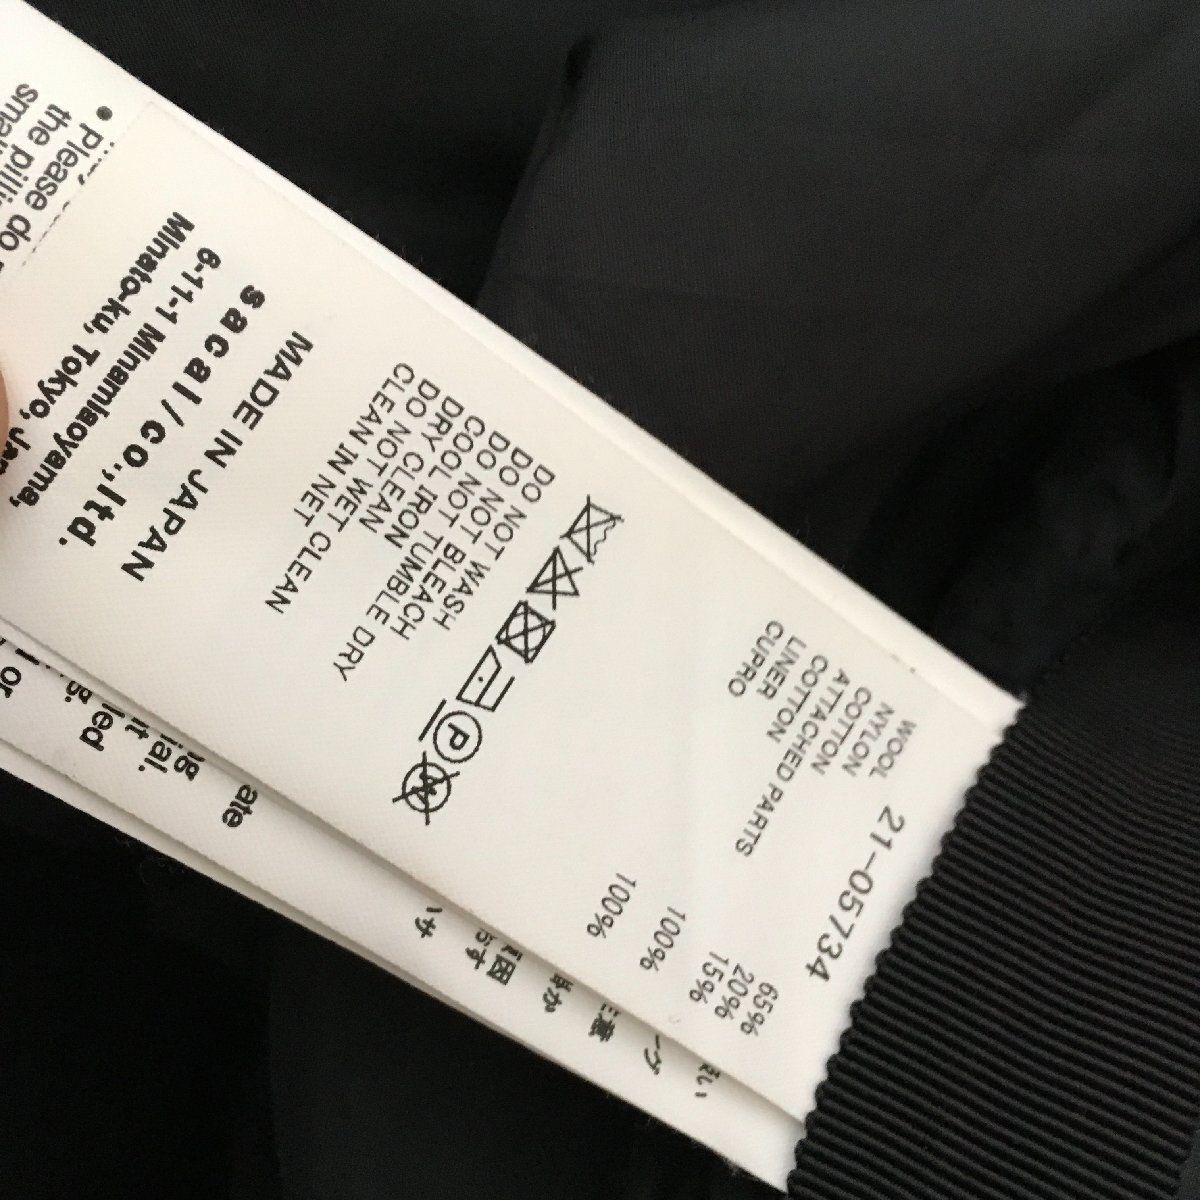 21-05734
WOOL 65%
NYLON 20%
COTTON 15%
ATTACHED PARTS
COTTON 100%
LINER
CUPRO 100%
P
W
DO NOT WASH
DO NOT BLEACH
DO NOT TUMBLE DRY
COOL IRON
DRY CLEAN
DO NOT WET CLEAN
CLEAN IN NET
MADE IN JAPAN
sacai / co.,ltd.
6-11-1 Minamiaoyama,
Minato-ku, Tokyo,
• Please do
the
ate